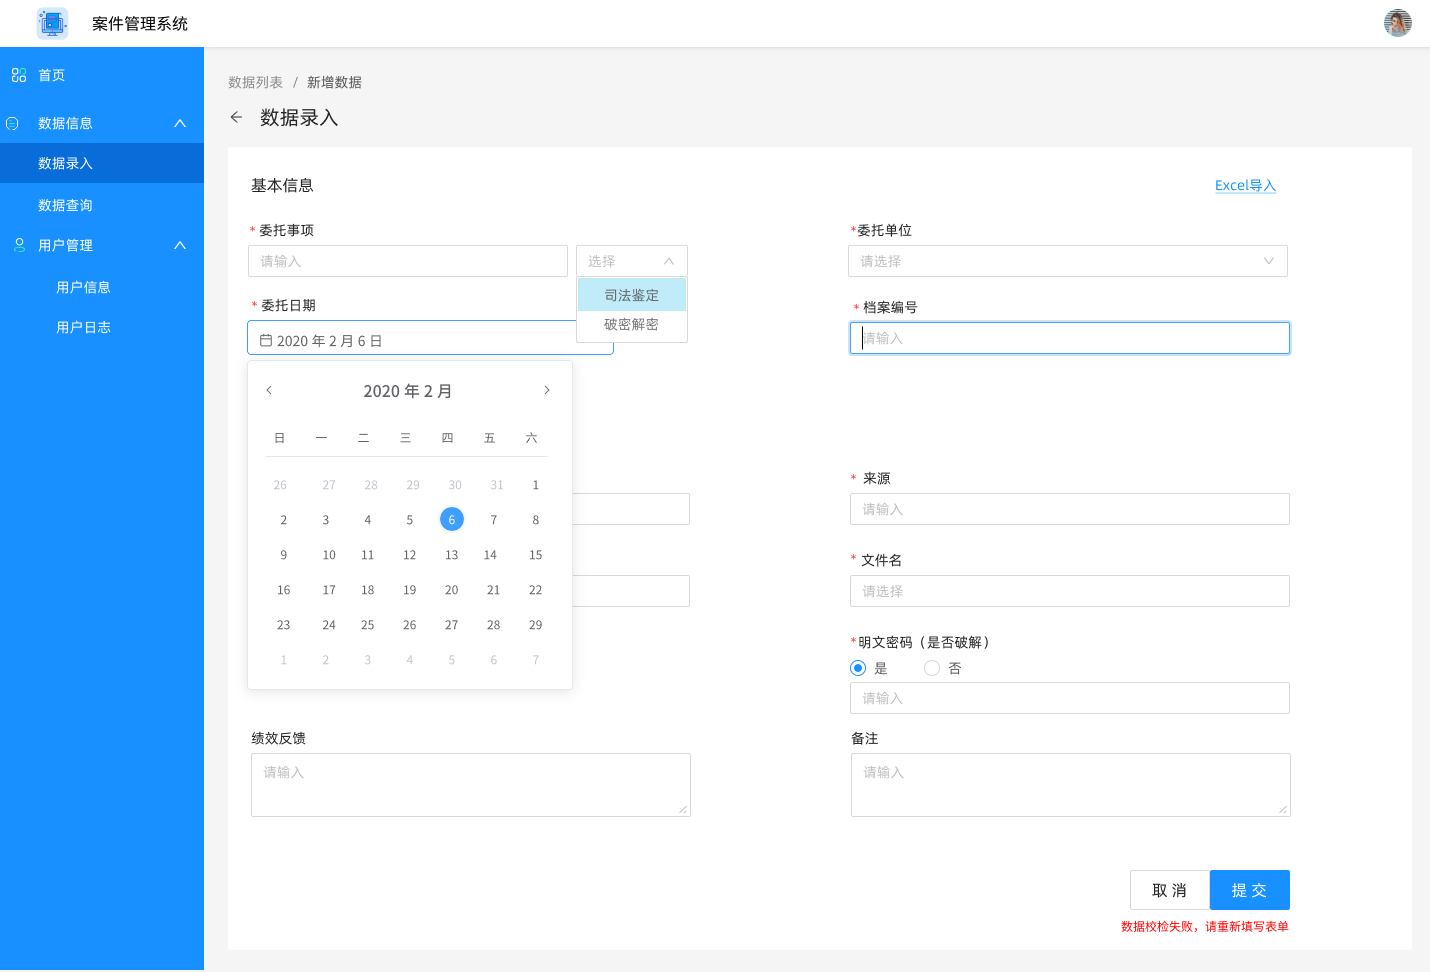 案件管理系统
首页
数据信息
数据录入
数据查询
用户管理
用户信息
用户日志
数据列表 / 新增数据
数据录入
基本信息
Excel导入
* 委托事项
请输入
选择
司法鉴定
破密解密
*委托单位
请选择
* 委托日期
2020 年 2 月 6 日
* 档案编号
请输入
2020 年 2 月
日 一 二 三 四 五 六
26 27 28 29 30 31 1
2 3 4 5 6 7 8
9 10 11 12 13 14 15
16 17 18 19 20 21 22
23 24 25 26 27 28 29
1 2 3 4 5 6 7
* 来源
请输入
* 文件名
请选择
*明文密码（是否破解）
是 否
请输入
绩效反馈
请输入
备注
请输入
取 消
提 交
数据校检失败，请重新填写表单